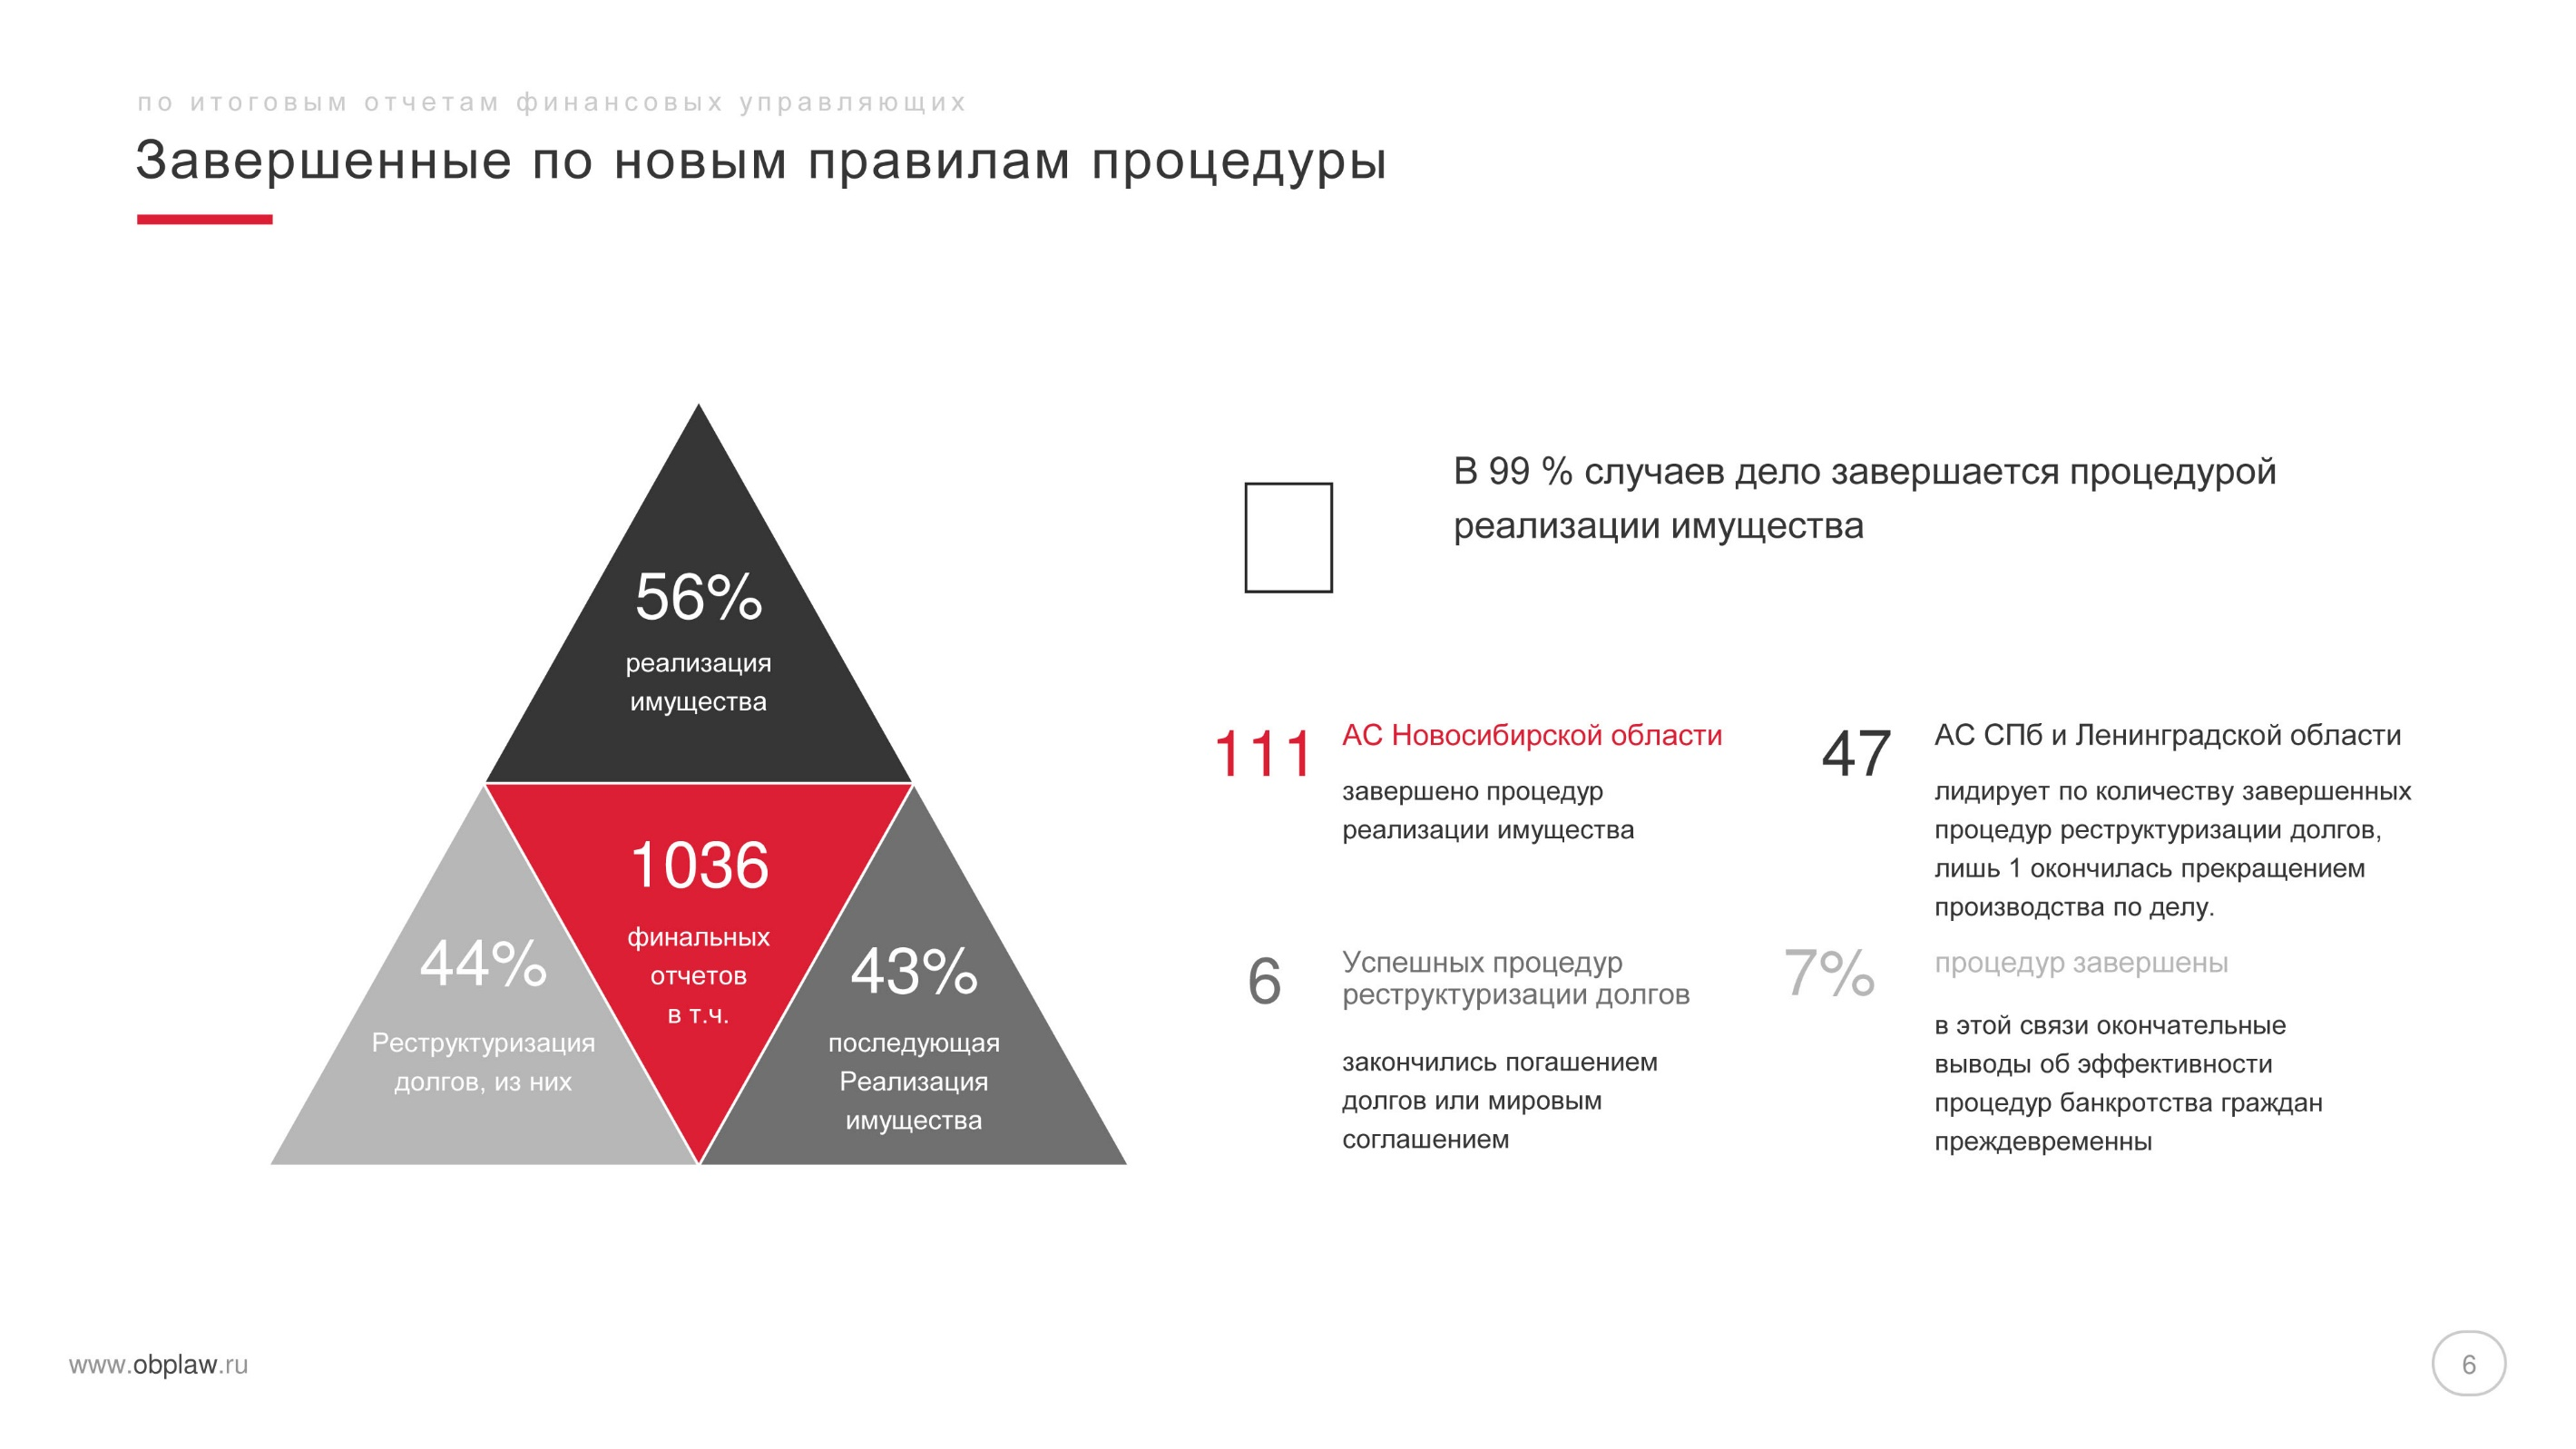 по итоговым отчетам финансовых управляющих
Завершенные по новым правилам процедуры
56%
реализация
имущества
1036
финальных
отчетов
в т.ч.
44%
Реструктуризация
долгов, из них
43%
последующая
Реализация
имущества
В 99 % случаев дело завершается процедурой
реализации имущества
111
АС Новосибирской области
завершено процедур
реализации имущества
47
АС СПб и Ленинградской области
лидирует по количеству завершенных
процедур реструктуризации долгов,
лишь 1 окончилась прекращением
производства по делу.
6
Успешных процедур
реструктуризации долгов
закончились погашением
долгов или мировым
соглашением
7%
процедур завершены
в этой связи окончательные
выводы об эффективности
процедур банкротства граждан
преждевременны
www.obplaw.ru
6